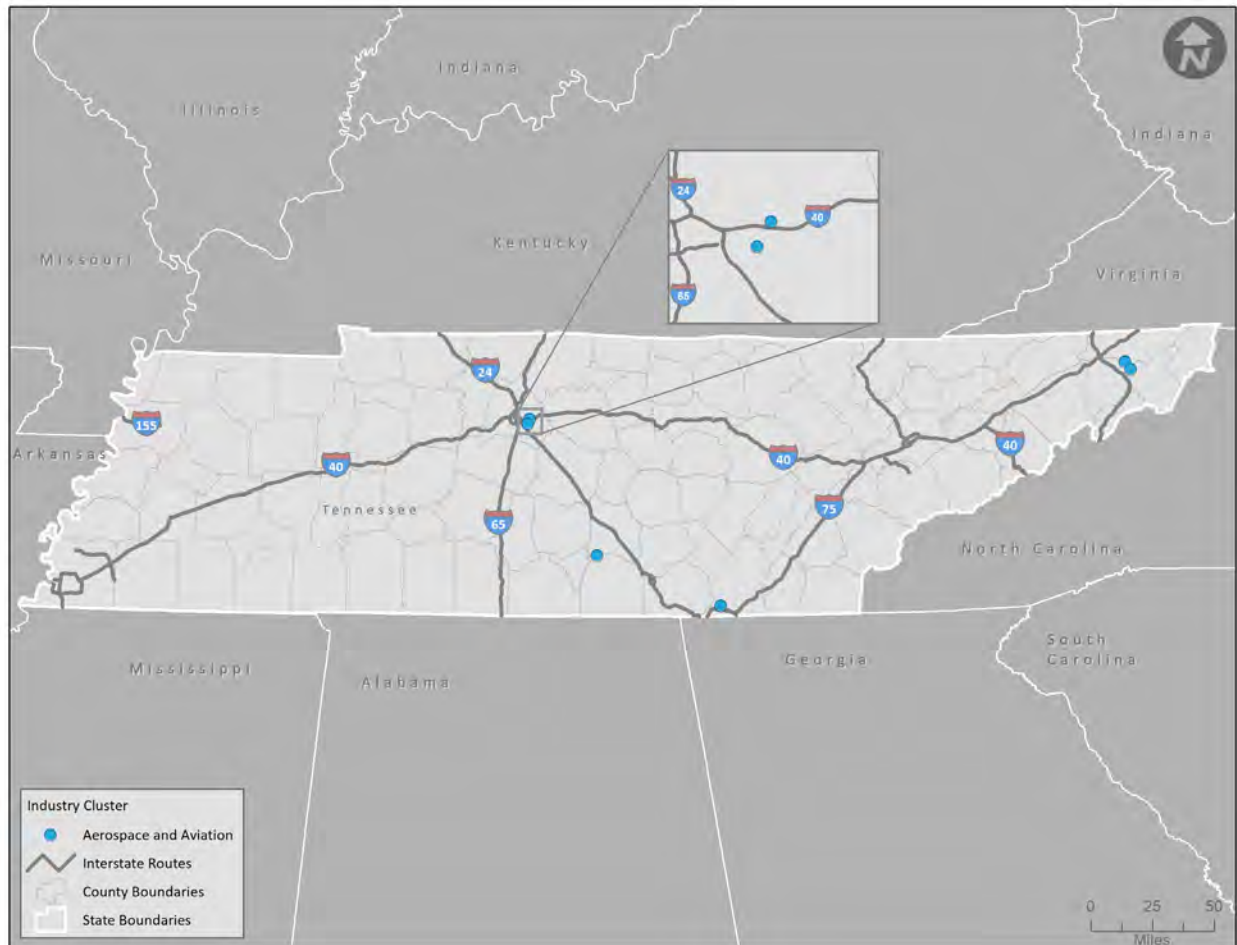 N
Indiana
Illinois
Indiana
24
40
65
Kentucky
Missouri
Virginia
24
155
Arkansas
40
40
40
Tennessee
65
75
North Carolina
South
Carolina
Mississippi
Alabama
Georgia
Industry Cluster
Aerospace and Aviation
Interstate Routes
County Boundaries
State Boundaries
0 25 50
Miles